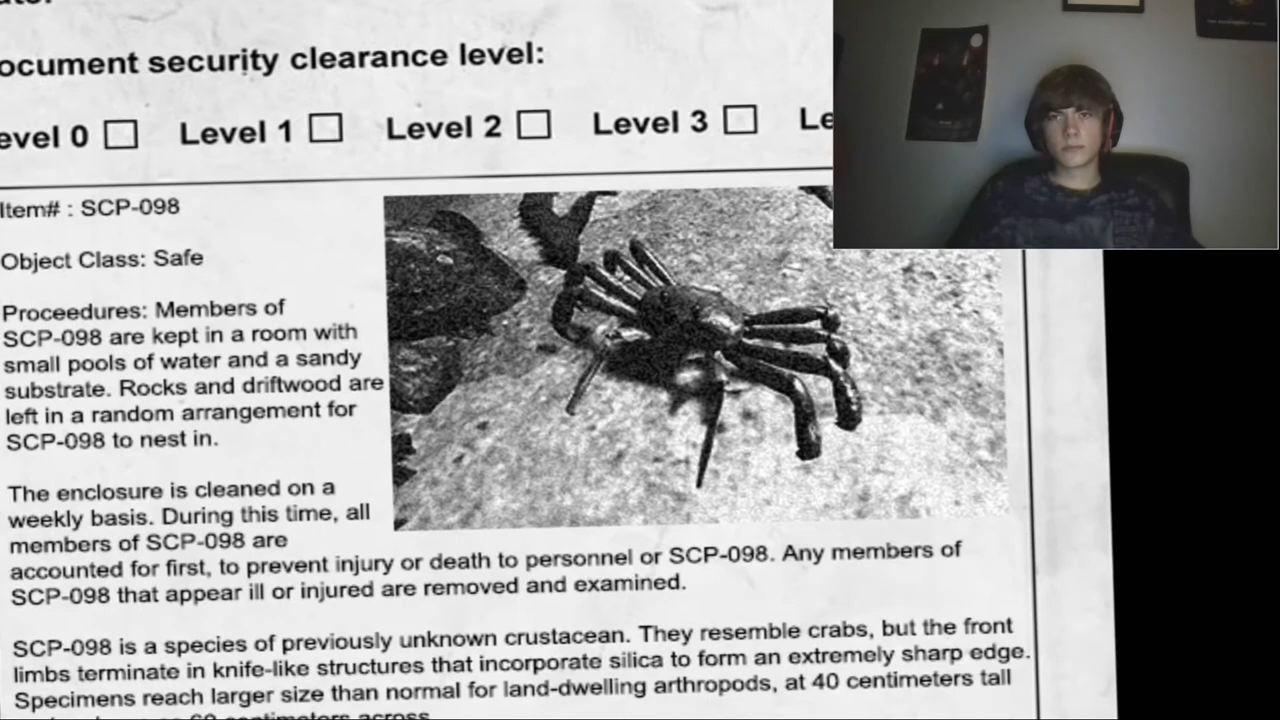 ocument security clearance level:
evel 0 Level 1 Level 2 Level 3 Le
Item# : SCP-098
Object Class: Safe
Proceedures: Members of
SCP-098 are kept in a room with
small pools of water and a sandy
substrate. Rocks and driftwood are
left in a random arrangement for
SCP-098 to nest in.
The enclosure is cleaned on a
weekly basis. During this time, all
members of SCP-098 are
accounted for first, to prevent injury or death to personnel or SCP-098. Any members of
SCP-098 that appear ill or injured are removed and examined.
SCP-098 is a species of previously unknown crustacean. They resemble crabs, but the front
limbs terminate in knife-like structures that incorporate silica to form an extremely sharp edge.
Specimens reach larger size than normal for land-dwelling arthropods, at 40 centimeters tall
60 centimeters across